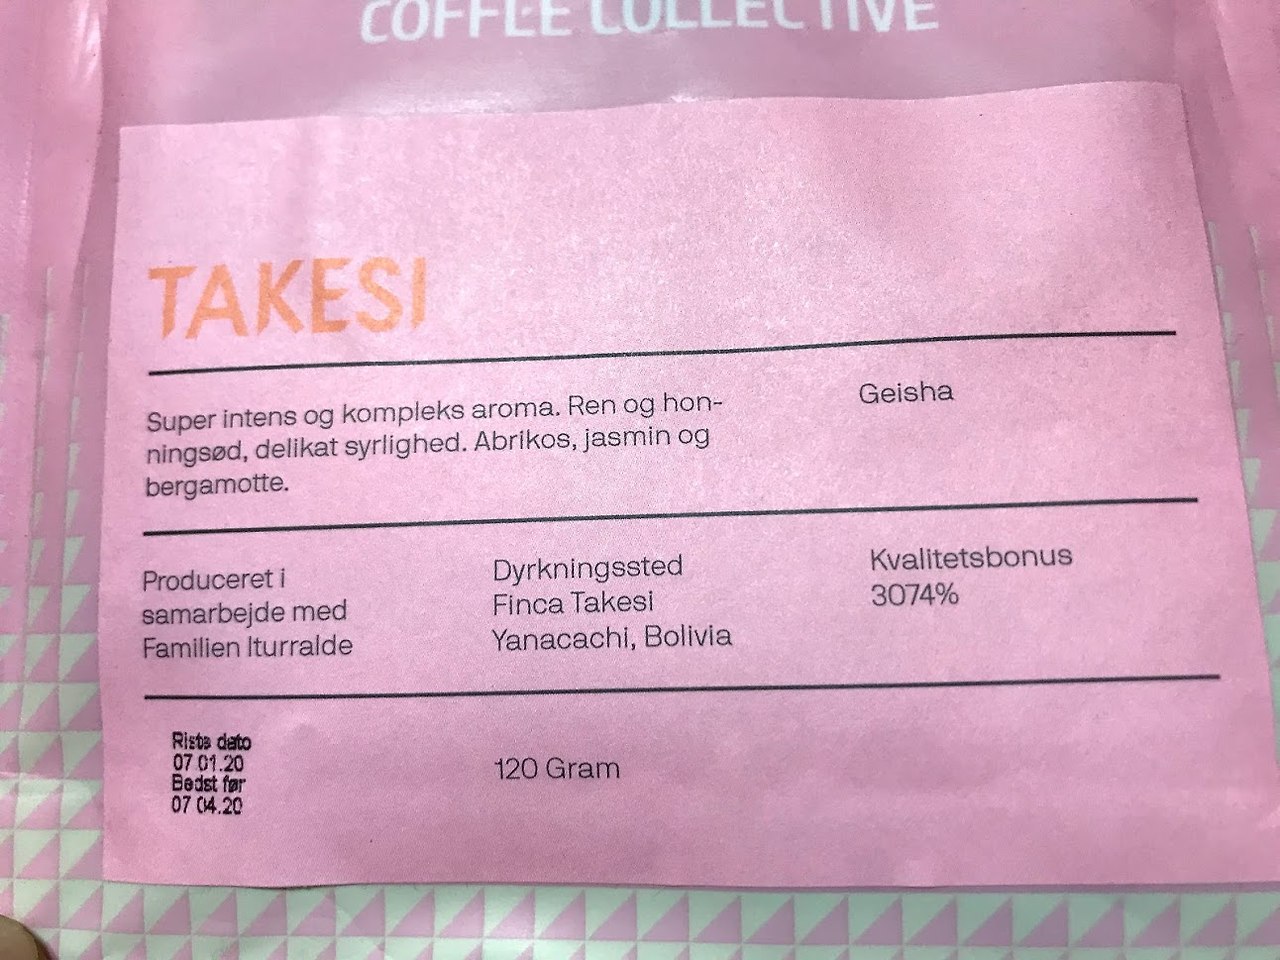 COFFEE COLLECTIVE
TAKESI
Super intens og kompleks aroma. Ren og hon-
ningsød, delikat syrlighed. Abrikos, jasmin og
bergamotte.
Geisha
Produceret i
samarbejde med
Familien Iturralde
Dyrkningssted
Finca Takesi
Yanacachi, Bolivia
Kvalitetsbonus
3074%
Riste dato
07.01.20
Bedst før
07.04.20
120 Gram